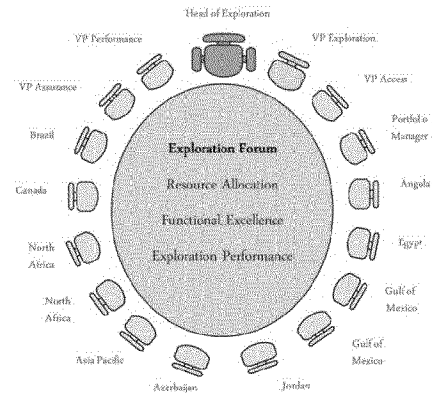 Head of Exploration
VP Performance
VP Exploration
VP Assurance
VP Access
Brazil
Portfolio
Manager
Canada
Angola
North
Africa
Egypt
North
Africa
Gulf of
Mexico
Asia Pacific
Gulf of
Mexico
Azerbaijan
Jordan
Exploration Forum
Resource Allocation
Functional Excellence
Exploration Performance